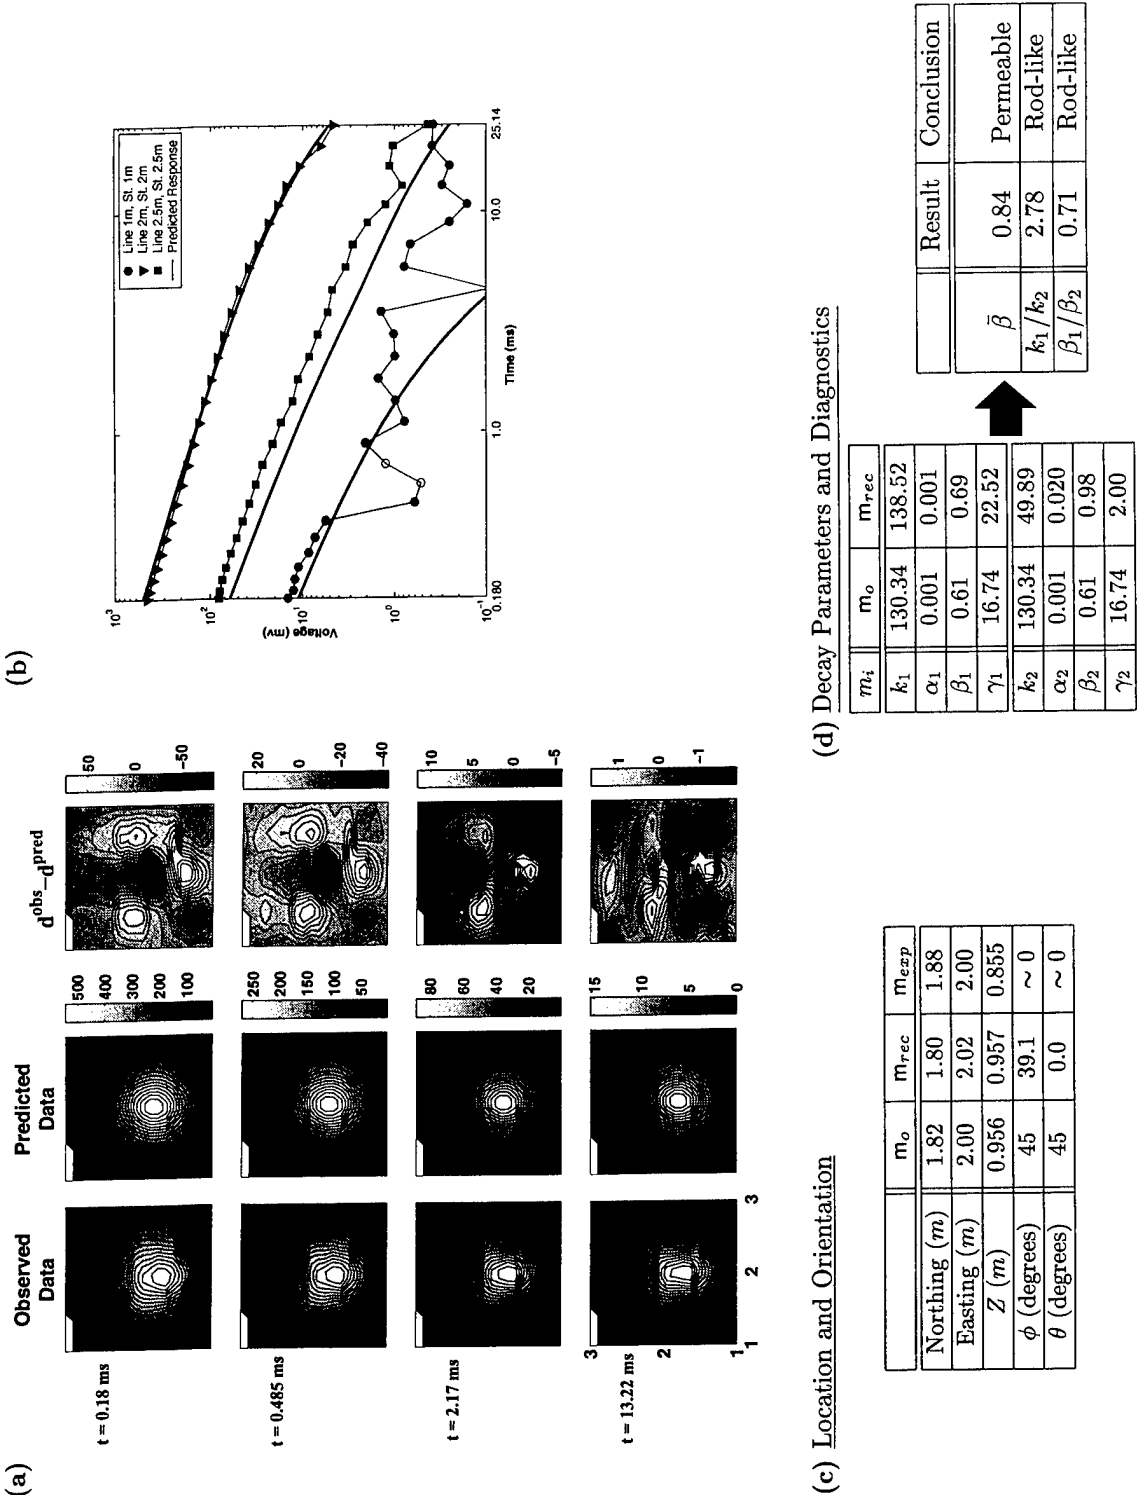 (a)
Observed
Data
Predicted
Data
d^obs–d^pred
t = 0.18 ms
500
400
300
200
100
50
0
−50
t = 0.485 ms
250
200
150
100
50
20
0
−20
−40
t = 2.17 ms
80
60
40
20
10
5
0
−5
t = 13.22 ms
3
2
1
1
2
3
15
10
5
0
1
0
−1
(b)
Voltage (mv)
10^3
10^2
10^1
10^0
10^-1
0.180
1.0
10.0
25.14
Time (ms)
Line 1m, St. 1m
Line 2m, St. 2m
Line 2.5m, St. 2.5m
Predicted Response
(c) Location and Orientation
m_o m_rec m_exp
Northing (m) 1.82 1.80 1.88
Easting (m) 2.00 2.02 2.00
Z (m) 0.956 0.957 0.855
ϕ (degrees) 45 39.1 ~ 0
θ (degrees) 45 0.0 ~ 0
(d) Decay Parameters and Diagnostics
m_i m_o m_rec
k_1 130.34 138.52
α_1 0.001 0.001
β_1 0.61 0.69
γ_1 16.74 22.52
k_2 130.34 49.89
α_2 0.001 0.020
β_2 0.61 0.98
γ_2 16.74 2.00
Result Conclusion
β̄ 0.84 Permeable
k_1/k_2 2.78 Rod-like
β_1/β_2 0.71 Rod-like